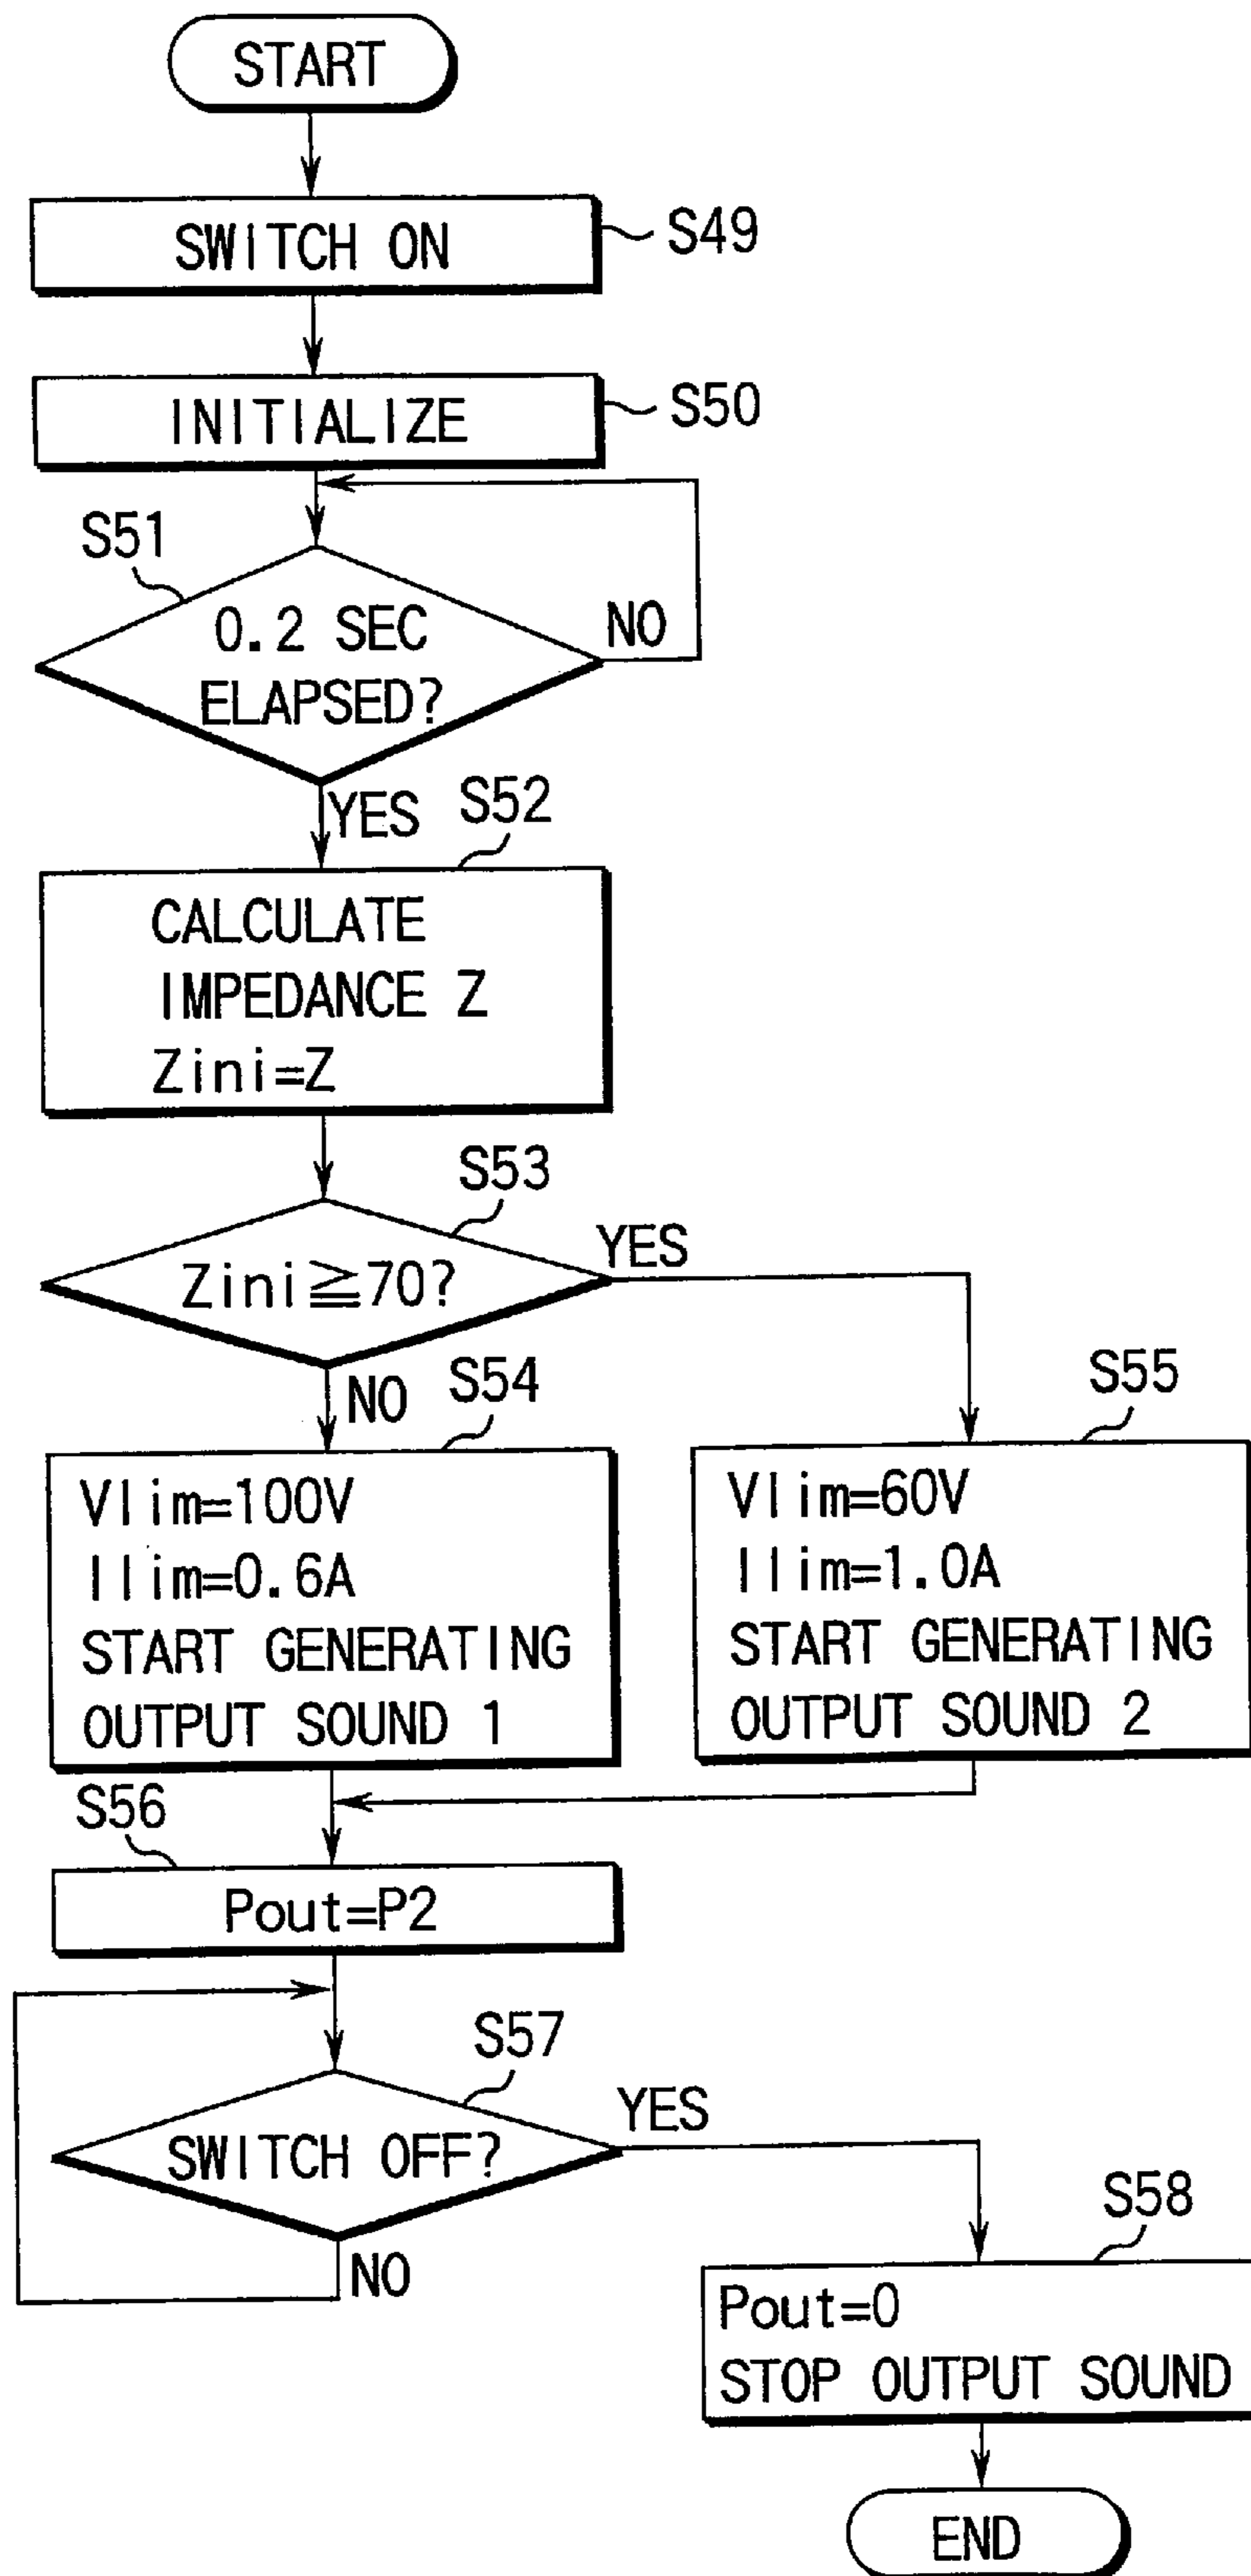 START
SWITCH ON
S49
INITIALIZE
S50
S51
0.2 SEC
ELAPSED?
NO
YES
S52
CALCULATE
IMPEDANCE Z
Zini=Z
S53
Zini≧70?
YES
NO
S54
Vlim=100V
Ilim=0.6A
START GENERATING
OUTPUT SOUND 1
S55
Vlim=60V
Ilim=1.0A
START GENERATING
OUTPUT SOUND 2
S56
Pout=P2
S57
SWITCH OFF?
YES
NO
S58
Pout=0
STOP OUTPUT SOUND
END